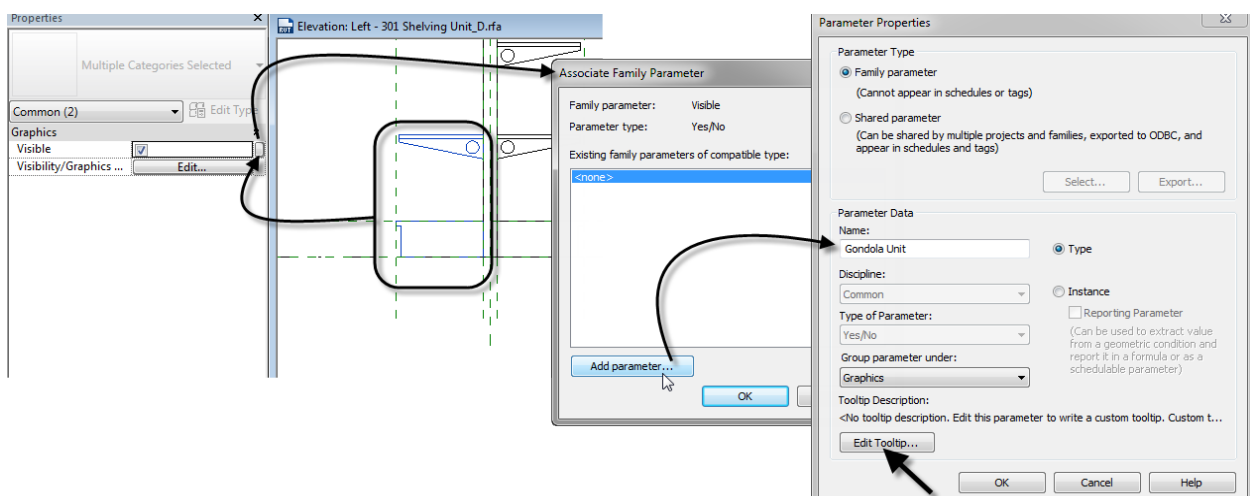 Properties
Multiple Categories Selected
Common (2)
Edit Type
Graphics
Visible
Visibility/Graphics ...
Edit...
Elevation: Left - 301 Shelving Unit_D.rfa
Associate Family Parameter
Family parameter: Visible
Parameter type: Yes/No
Existing family parameters of compatible type:
<none>
Add parameter...
OK
Parameter Properties
Parameter Type
Family parameter
(Cannot appear in schedules or tags)
Shared parameter
(Can be shared by multiple projects and families, exported to ODBC, and
appear in schedules and tags)
Select...
Export...
Parameter Data
Name:
Gondola Unit
Type
Discipline:
Common
Instance
Type of Parameter:
Reporting Parameter
Yes/No
(Can be used to extract value
from a geometric condition and
report it in a formula or as a
schedulable parameter)
Group parameter under:
Graphics
Tooltip Description:
<No tooltip description. Edit this parameter to write a custom tooltip. Custom t...
Edit Tooltip...
OK
Cancel
Help